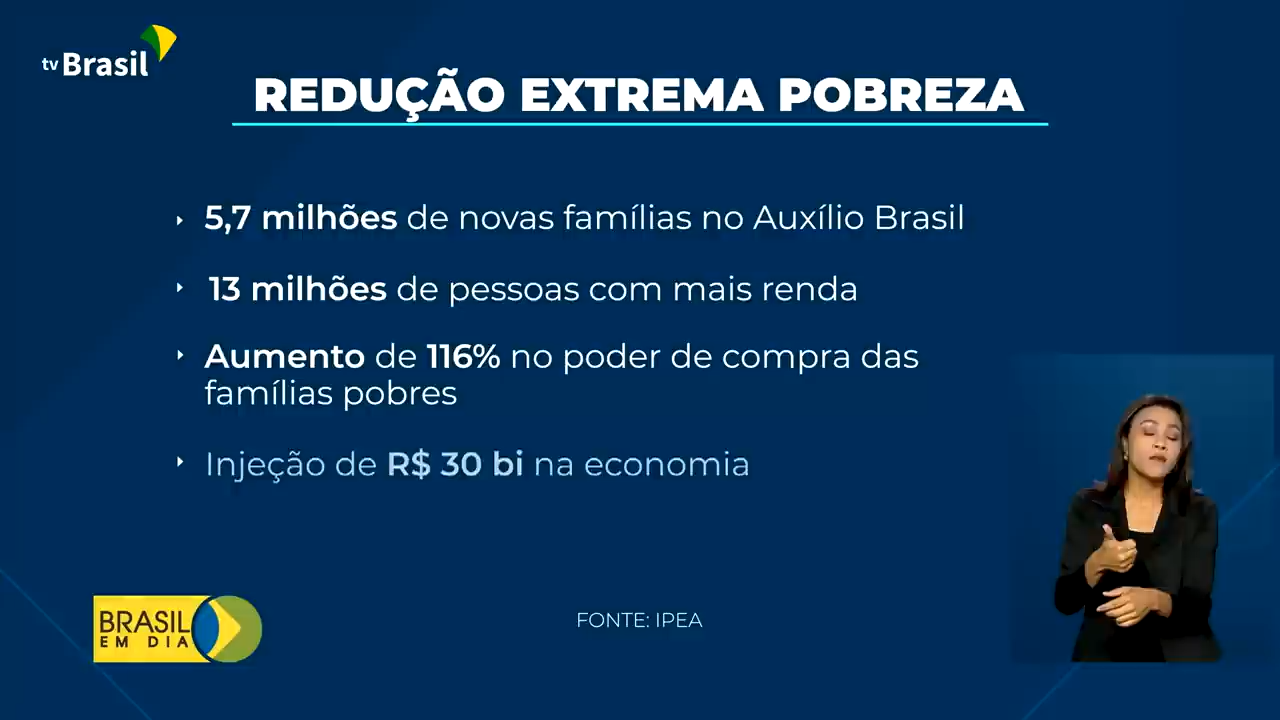 tv Brasil
REDUÇÃO EXTREMA POBREZA
5,7 milhões de novas famílias no Auxílio Brasil
13 milhões de pessoas com mais renda
Aumento de 116% no poder de compra das
famílias pobres
Injeção de R$ 30 bi na economia
BRASIL
EM DIA
FONTE: IPEA